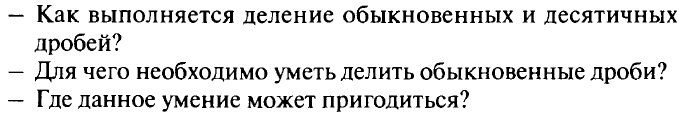 — Как выполняется деление обыкновенных и десятичных
дробей?
— Для чего необходимо уметь делить обыкновенные дроби?
— Где данное умение может пригодиться?